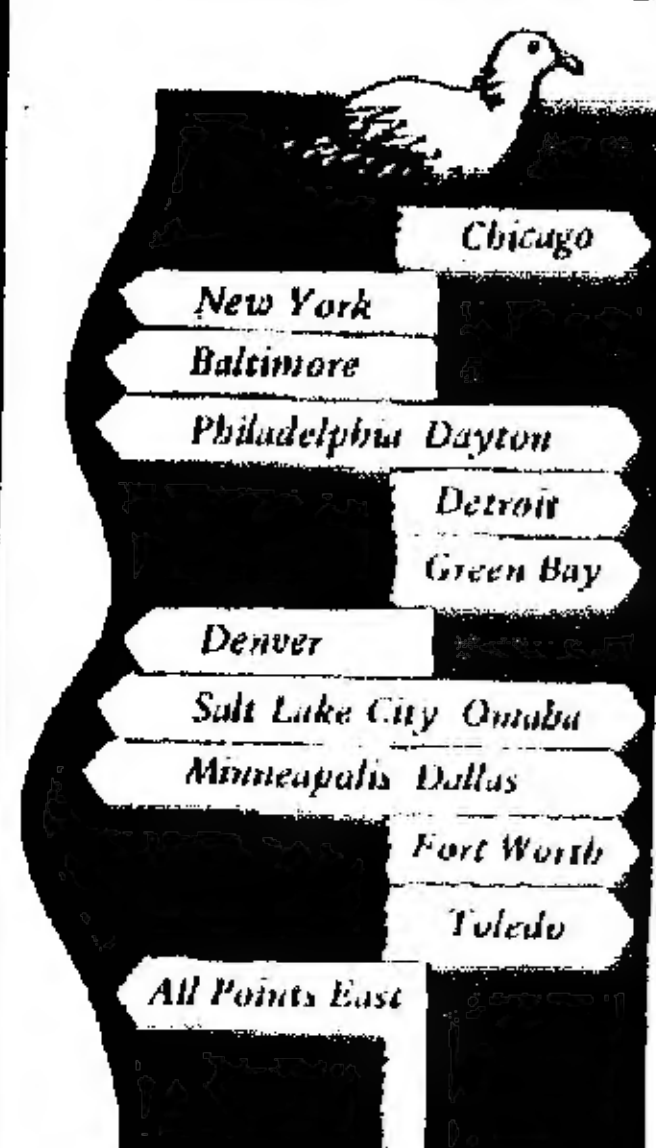 Chicago
New York
Baltimore
Philadelphia Dayton
Detroit
Green Bay
Denver
Salt Lake City Omaha
Minneapolis Dallas
Fort Worth
Toledo
All Points East